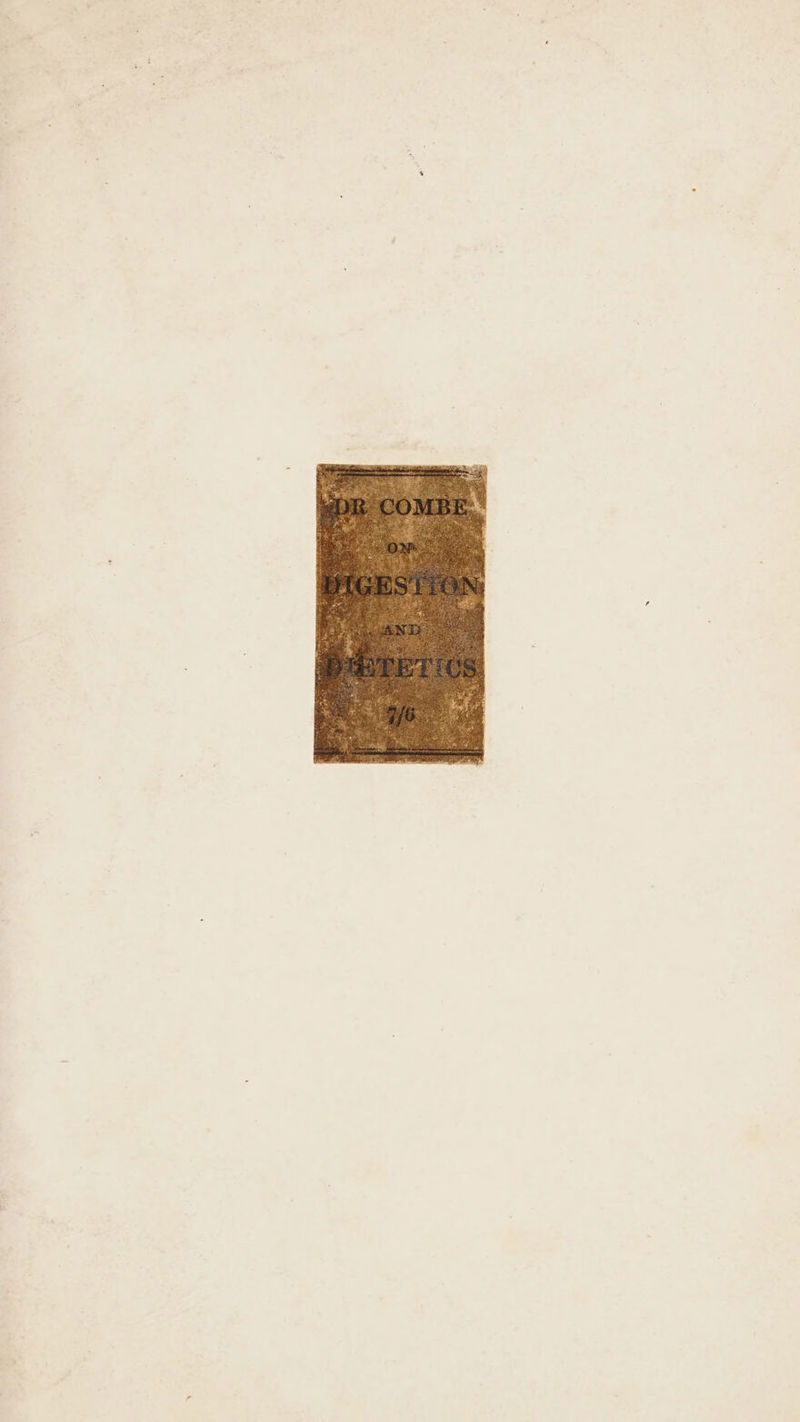 DR COMBE
ON
DIGESTION
AND
DIETETICS
7/6